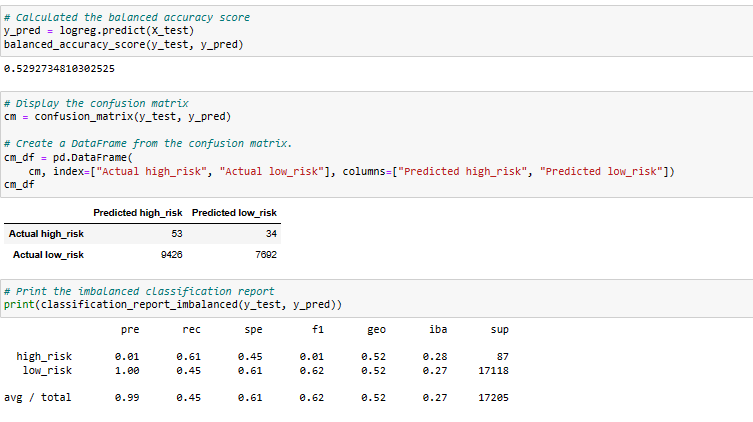 # Calculated the balanced accuracy score
y_pred = logreg.predict(X_test)
balanced_accuracy_score(y_test, y_pred)
0.5292734810302525
# Display the confusion matrix
cm = confusion_matrix(y_test, y_pred)
# Create a DataFrame from the confusion matrix.
cm_df = pd.DataFrame(
cm, index=["Actual high_risk", "Actual low_risk"], columns=["Predicted high_risk", "Predicted low_risk"])
cm_df
Predicted high_risk Predicted low_risk
Actual high_risk 53 34
Actual low_risk 9426 7692
# Print the imbalanced classification report
print(classification_report_imbalanced(y_test, y_pred))
pre rec spe f1 geo iba sup
high_risk 0.01 0.61 0.45 0.01 0.52 0.28 87
low_risk 1.00 0.45 0.61 0.62 0.52 0.27 17118
avg / total 0.99 0.45 0.61 0.62 0.52 0.27 17205